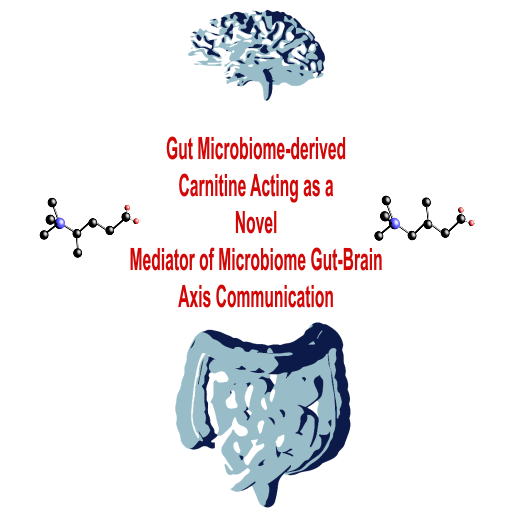 Gut Microbiome-derived
Carnitine Acting as a
Novel
Mediator of Microbiome Gut-Brain
Axis Communication